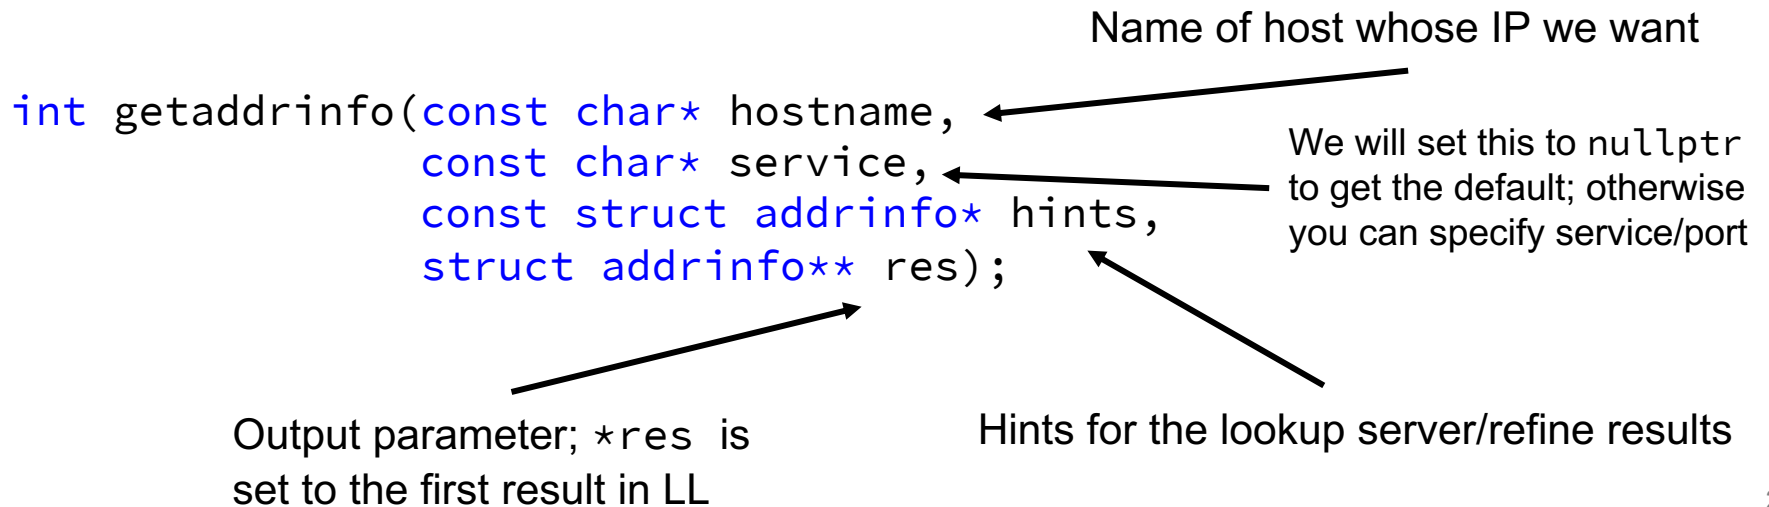 Name of host whose IP we want
int getaddrinfo(const char* hostname,
const char* service,
const struct addrinfo* hints,
struct addrinfo** res);
We will set this to nullptr
to get the default; otherwise
you can specify service/port
Output parameter; *res is
set to the first result in LL
Hints for the lookup server/refine results